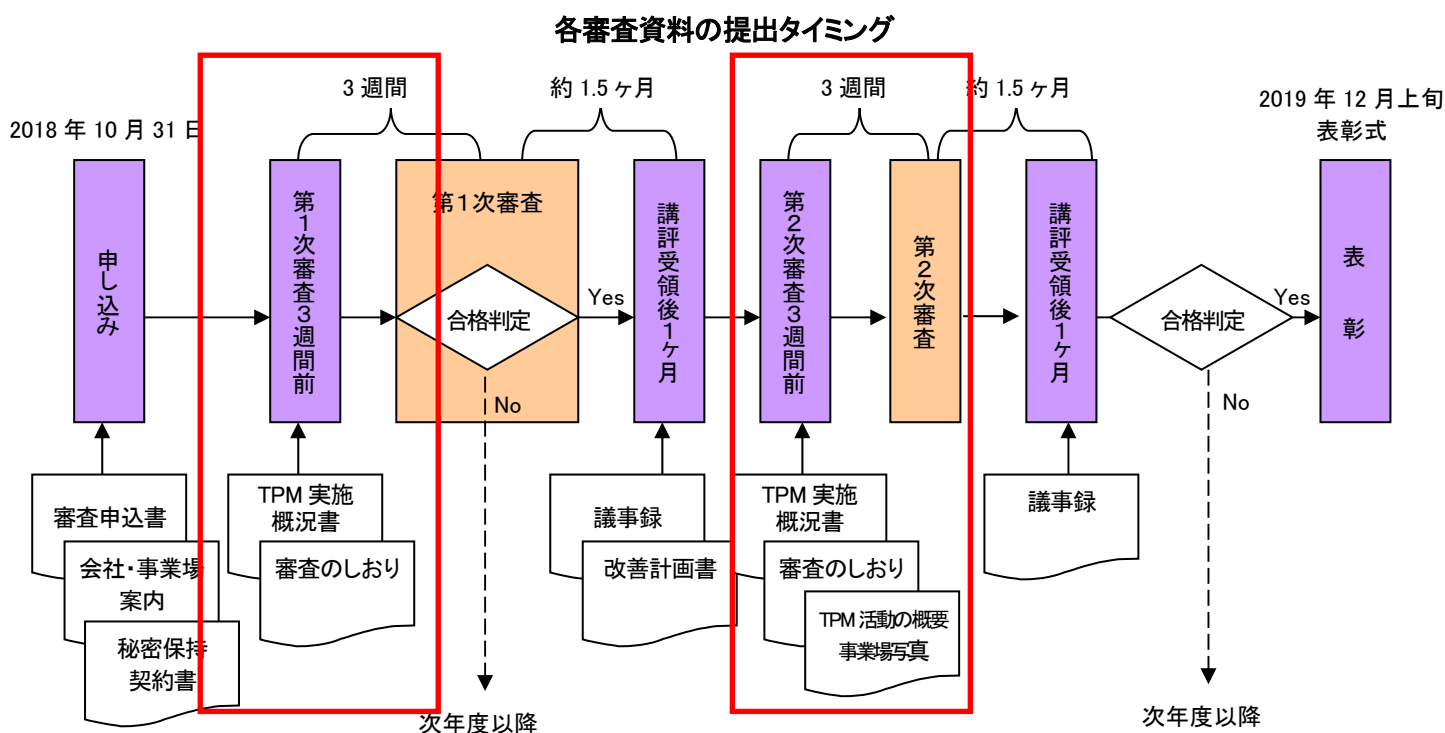 各審査資料の提出タイミング
3 週間
約 1.5 ヶ月
3 週間
約 1.5 ヶ月
2019 年 12 月上旬
表彰式
2018 年 10 月 31 日
申し込み
第1次審査3週間前
第1次審査
合格判定
Yes
No
講評受領後1ヶ月
第2次審査3週間前
第2次審査
講評受領後1ヶ月
合格判定
Yes
No
表彰
審査申込書
会社・事業場
案内
秘密保持
契約書
TPM 実施
概況書
審査のしおり
議事録
改善計画書
TPM 実施
概況書
審査のしおり
TPM 活動の概要
事業場写真
議事録
次年度以降
次年度以降